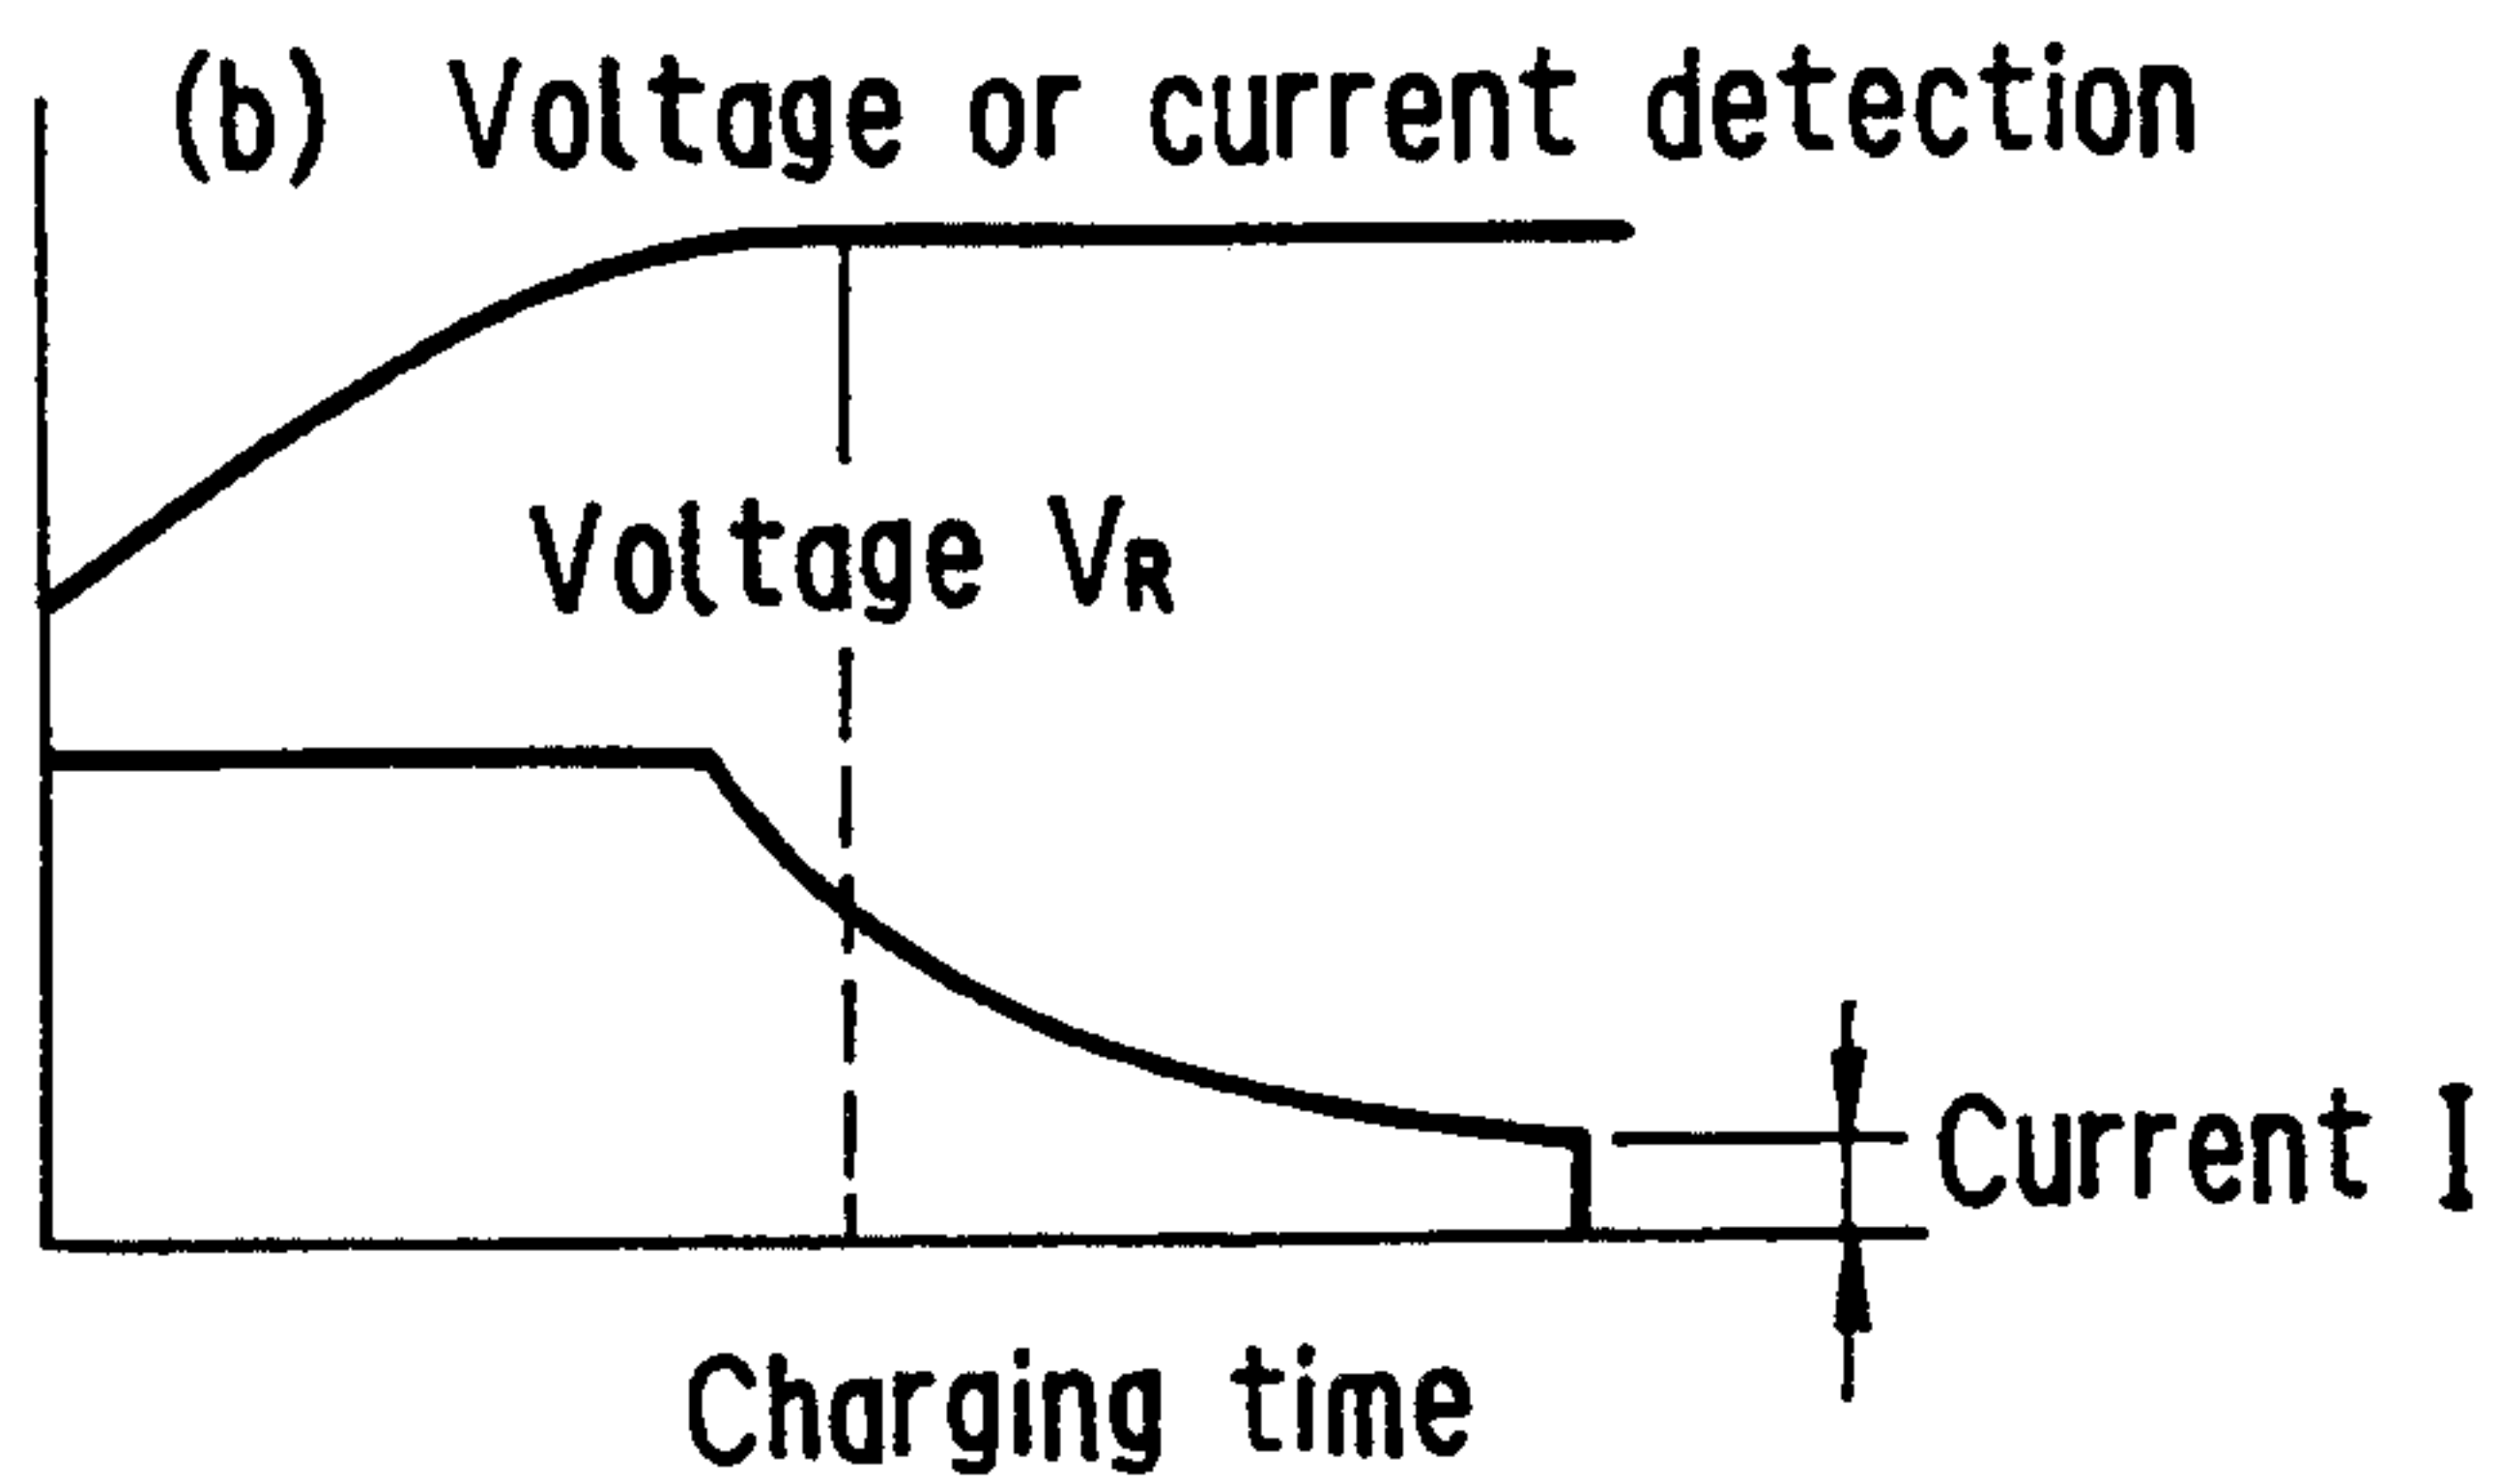 (b) Voltage or current detection
Voltage VR
Current I
Charging time